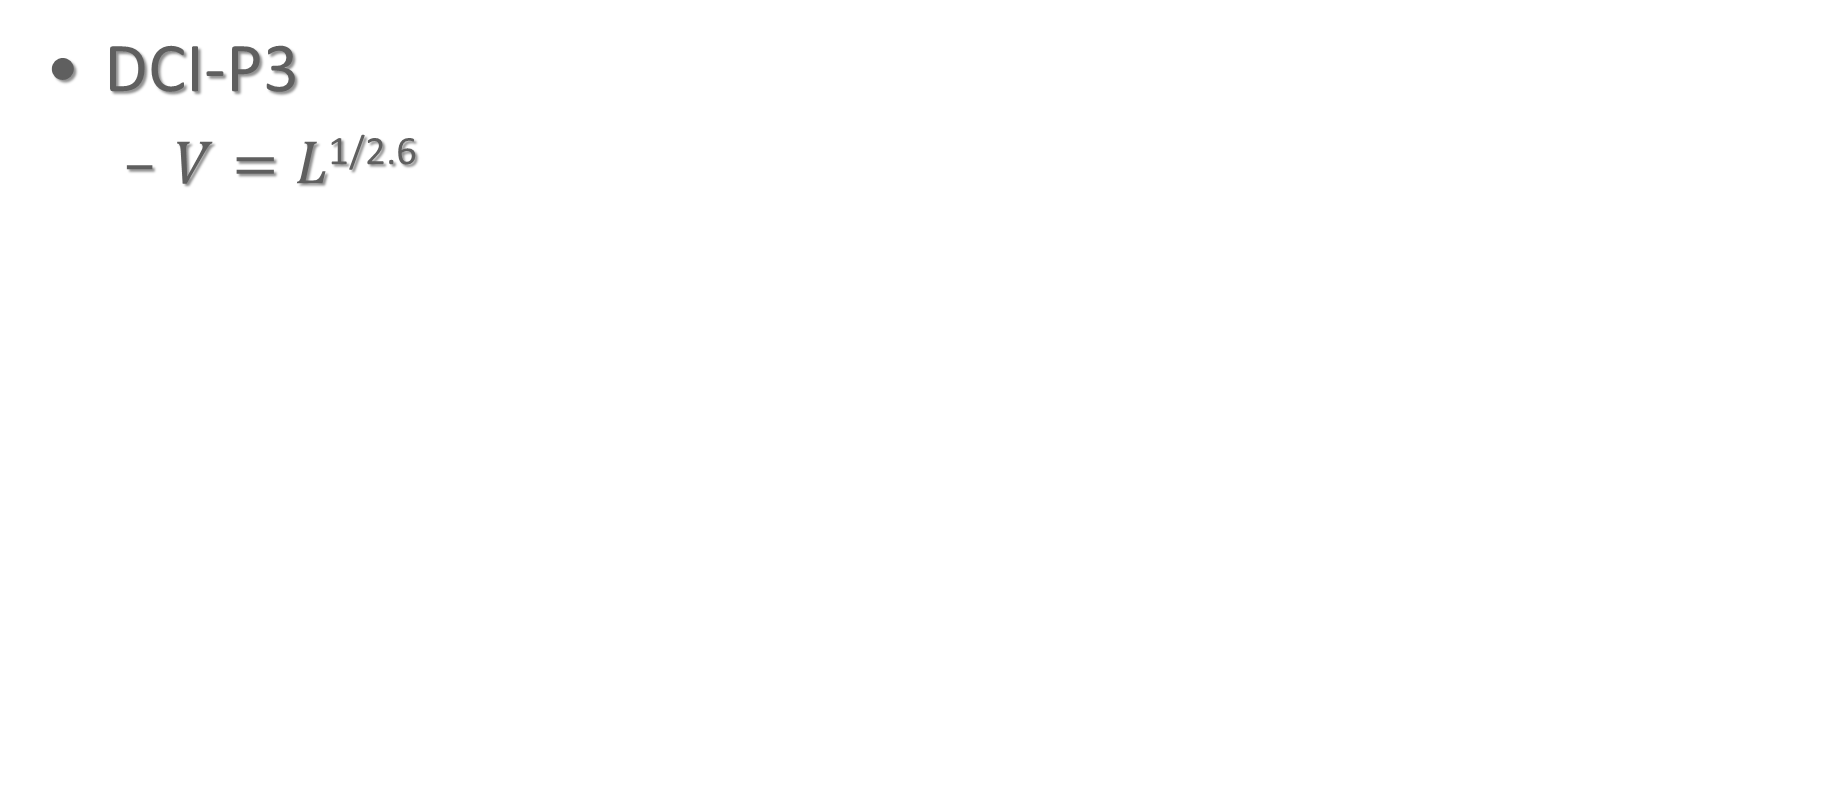 • DCI-P3
– V = L^{1/2.6}